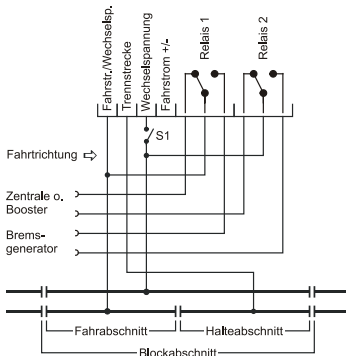 Fahrstr./Wechselsp.
Trennstrecke
Wechselspannung
Fahrstrom +/-
Relais 1
Relais 2
S1
Fahrtrichtung
Zentrale o.
Booster
Brems-
generator
Fahrabschnitt
Halteabschnitt
Blockabschnitt